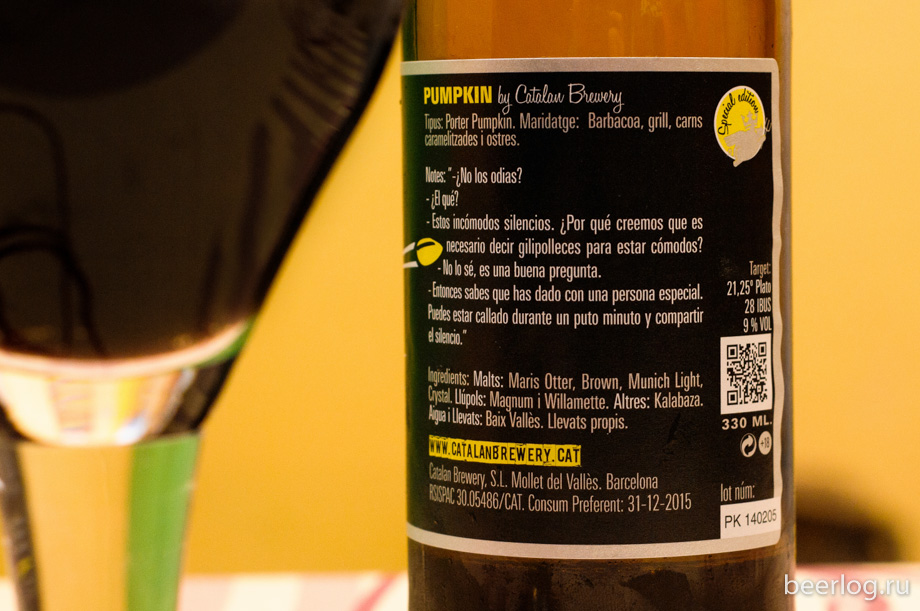 PUMPKIN by Catalan Brewery
Tipus: Porter Pumpkin. Maridatge: Barbacoa, grill, carns
caramelitzades i ostres.
Special edition
Notes: "-¿No los odias?
- ¿El qué?
- Estos incómodos silencios. ¿Por qué creemos que es
necesario decir gilipolleces para estar cómodos?
- No lo sé, es una buena pregunta.
- Entonces sabes que has dado con una persona especial.
Puedes estar callado durante un puto minuto y compartir
el silencio."
Ingrédients: Malts: Maris Otter, Brown, Munich Light,
Crystal. Llúpols: Magnum i Willamette. Altres: Kalabaza.
Aigua i Llevats: Baix Vallès. Llevats propis.
WWW.CATALANBREWERY.CAT
Catalan Brewery, S.L. Mollet del Vallès. Barcelona
RSISPAC 30.05486/CAT. Consum Preferent: 31-12-2015
Target:
21,25º Plato
28 IBUS
9 % VOL
330 ML.
+18
lot núm:
PK 140205
beerlog.ru